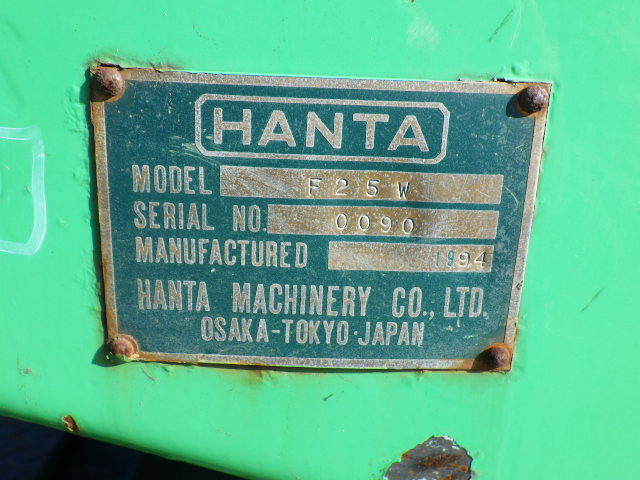 HANTA
MODEL F25W
SERIAL NO. 0090
MANUFACTURED 1994
HANTA MACHINERY CO., LTD.
OSAKA-TOKYO·JAPAN